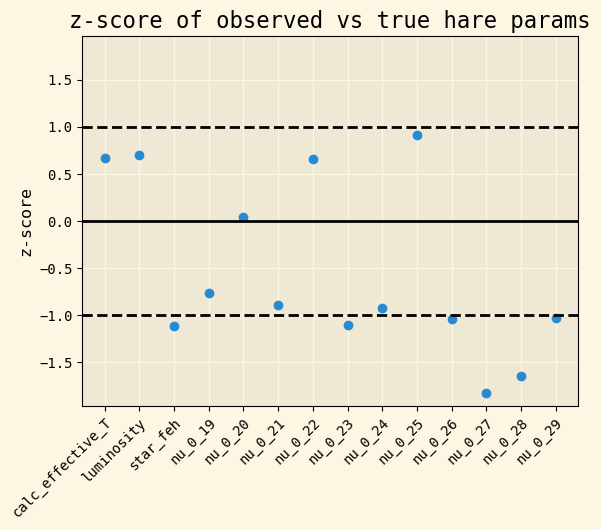 z-score of observed vs true hare params
z-score
1.5
1.0
0.5
0.0
−0.5
−1.0
−1.5
calc_effective_T
luminosity
star_feh
nu_0_19
nu_0_20
nu_0_21
nu_0_22
nu_0_23
nu_0_24
nu_0_25
nu_0_26
nu_0_27
nu_0_28
nu_0_29